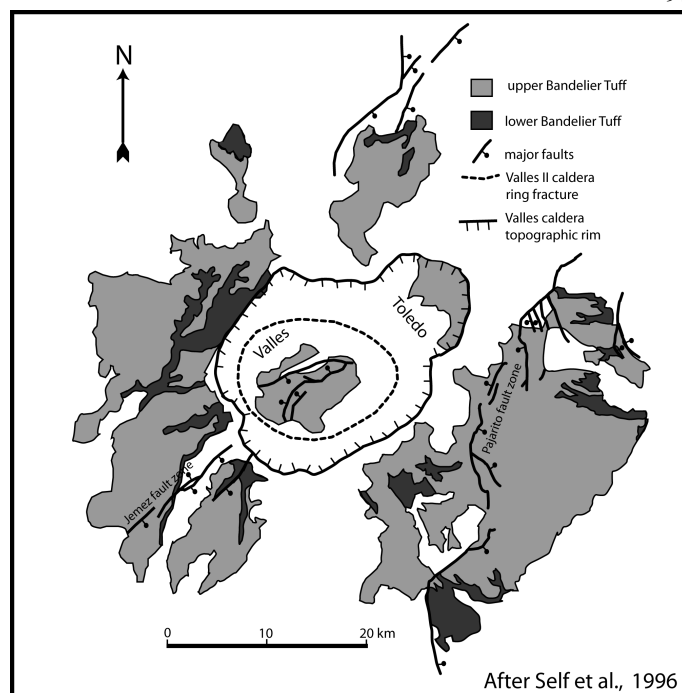 N
upper Bandelier Tuff
lower Bandelier Tuff
major faults
Valles II caldera
ring fracture
Valles caldera
topographic rim
Toledo
Valles
Pajarito fault zone
Jemez fault zone
0 10 20 km
After Self et al., 1996